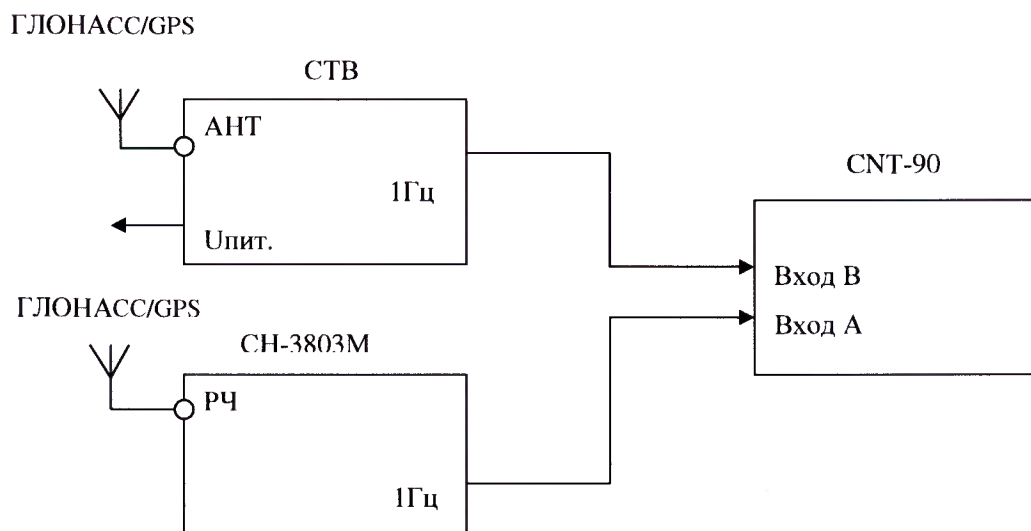 ГЛОНАСС/GPS
СТВ
АНТ
1Гц
Uпит.
CNT-90
Вход В
Вход А
ГЛОНАСС/GPS
СН-3803М
РЧ
1Гц